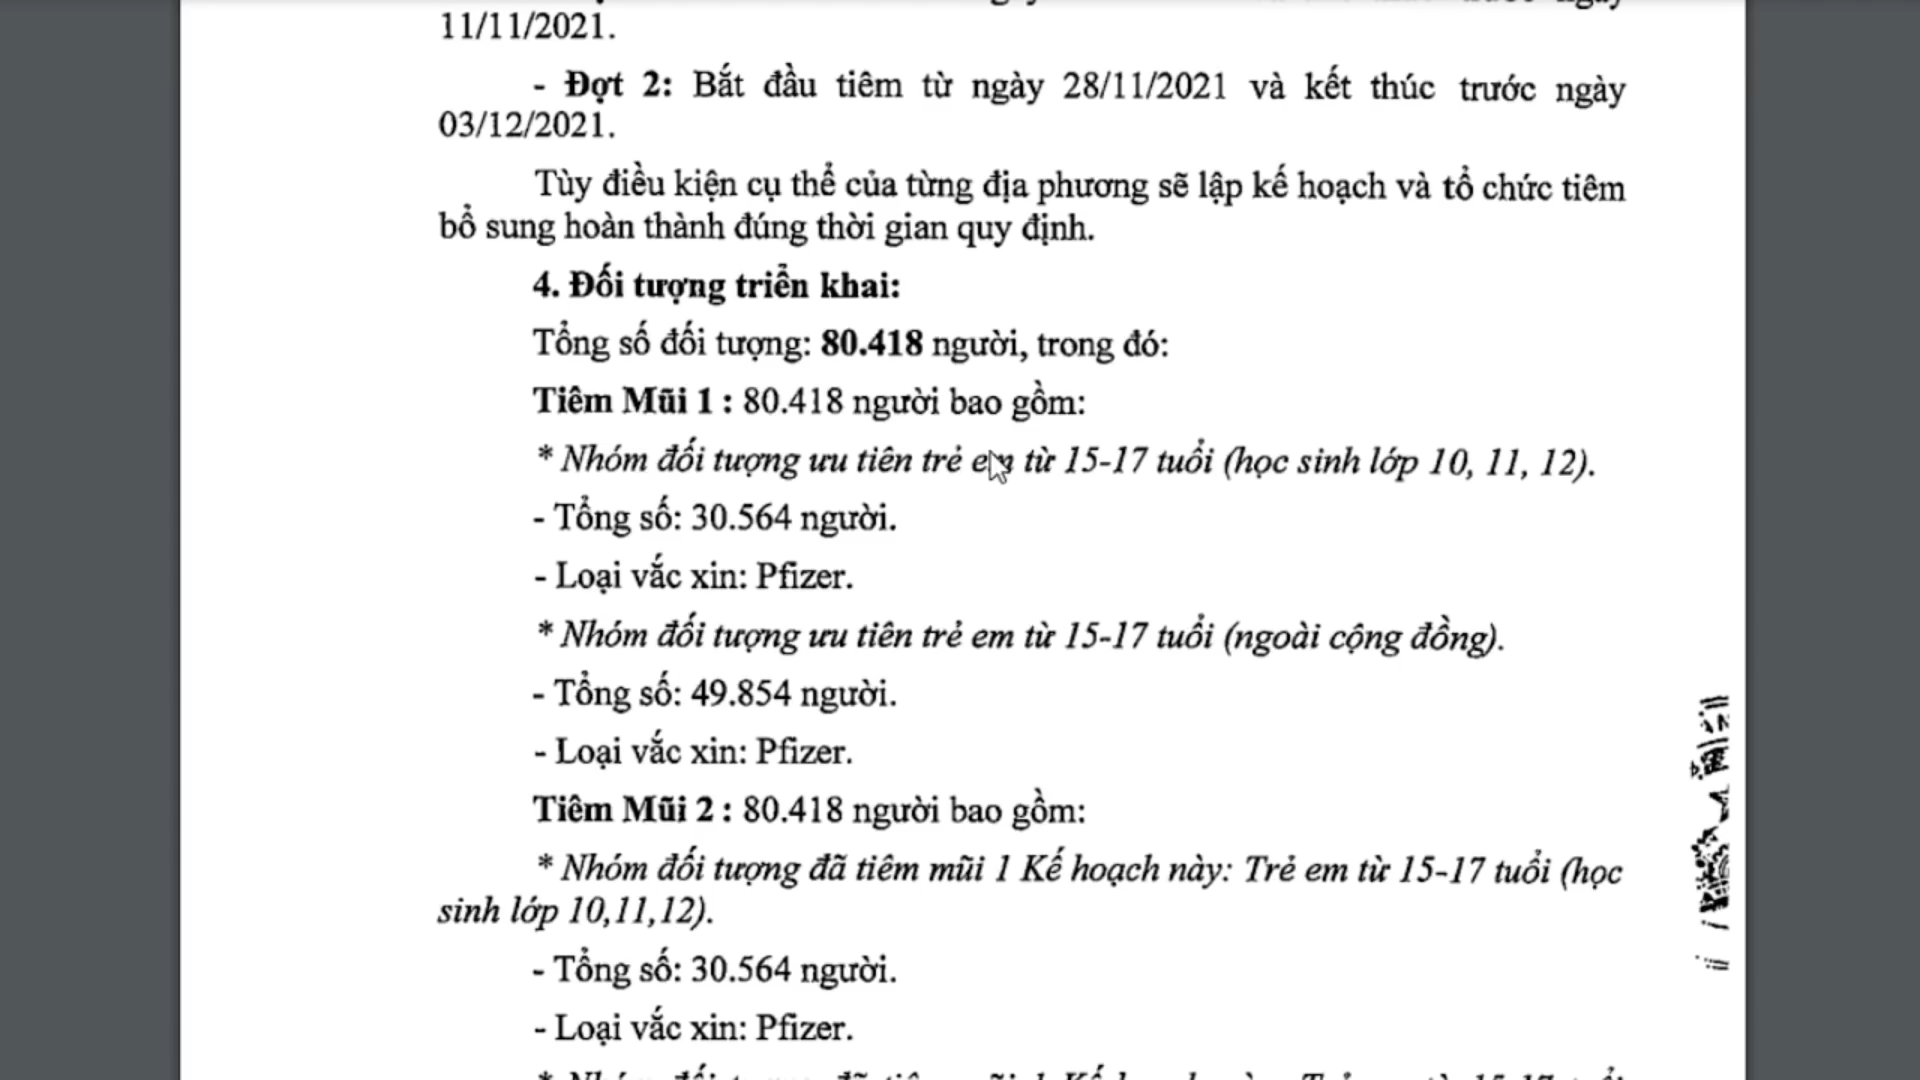 11/11/2021.
- Đợt 2: Bắt đầu tiêm từ ngày 28/11/2021 và kết thúc trước ngày
03/12/2021.
Tùy điều kiện cụ thể của từng địa phương sẽ lập kế hoạch và tổ chức tiêm
bổ sung hoàn thành đúng thời gian quy định.
4. Đối tượng triển khai:
Tổng số đối tượng: 80.418 người, trong đó:
Tiêm Mũi 1 : 80.418 người bao gồm:
* Nhóm đối tượng ưu tiên trẻ em từ 15-17 tuổi (học sinh lớp 10, 11, 12).
- Tổng số: 30.564 người.
- Loại vắc xin: Pfizer.
* Nhóm đối tượng ưu tiên trẻ em từ 15-17 tuổi (ngoài cộng đồng).
- Tổng số: 49.854 người.
- Loại vắc xin: Pfizer.
Tiêm Mũi 2 : 80.418 người bao gồm:
* Nhóm đối tượng đã tiêm mũi 1 Kế hoạch này: Trẻ em từ 15-17 tuổi (học
sinh lớp 10,11,12).
- Tổng số: 30.564 người.
- Loại vắc xin: Pfizer.